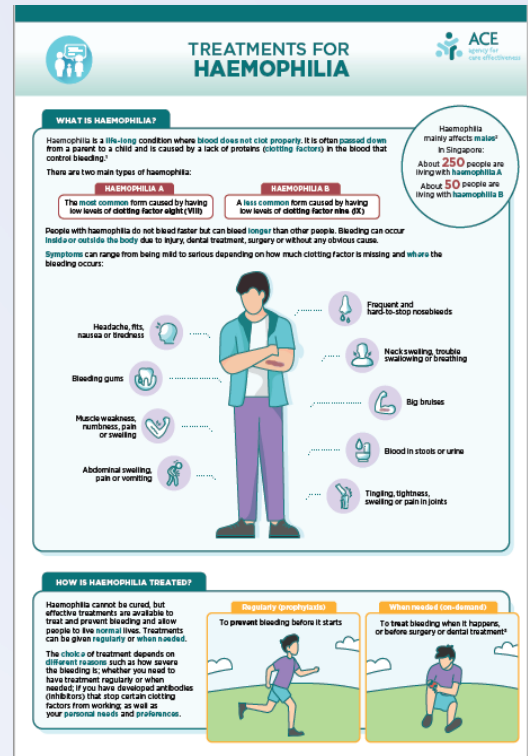 TREATMENTS FOR
HAEMOPHILIA
ACE
agency for
care effectiveness
WHAT IS HAEMOPHILIA?
Haemophilia is a life-long condition where blood does not clot properly. It is often passed down
from a parent to a child and is caused by a lack of proteins (clotting factors) in the blood that
control bleeding.¹
There are two main types of haemophilia:
Haemophilia
mainly affects males²
In Singapore:
About 250 people are
living with haemophilia A
About 50 people are
living with haemophilia B
HAEMOPHILIA A
The most common form caused by having
low levels of clotting factor eight (VIII)
HAEMOPHILIA B
A less common form caused by having
low levels of clotting factor nine (IX)
People with haemophilia do not bleed faster but can bleed longer than other people. Bleeding can occur
inside or outside the body due to injury, dental treatment, surgery or without any obvious cause.
Symptoms can range from being mild to serious depending on how much clotting factor is missing and where the
bleeding occurs:
Headache, fits,
nausea or tiredness
Bleeding gums
Muscle weakness,
numbness, pain
or swelling
Abdominal swelling,
pain or vomiting
Frequent and
hard-to-stop nosebleeds
Neck swelling, trouble
swallowing or breathing
Big bruises
Blood in stools or urine
Tingling, tightness,
swelling or pain in joints
HOW IS HAEMOPHILIA TREATED?
Haemophilia cannot be cured, but
effective treatments are available to
treat and prevent bleeding and allow
people to live normal lives. Treatments
can be given regularly or when needed.
The choice of treatment depends on
different reasons such as how severe
the bleeding is; whether you need to
have treatment regularly or when
needed; if you have developed antibodies
(inhibitors) that stop certain clotting
factors from working; as well as
your personal needs and preferences.
Regularly (prophylaxis)
To prevent bleeding before it starts
When needed (on-demand)
To treat bleeding when it happens,
or before surgery or dental treatment³